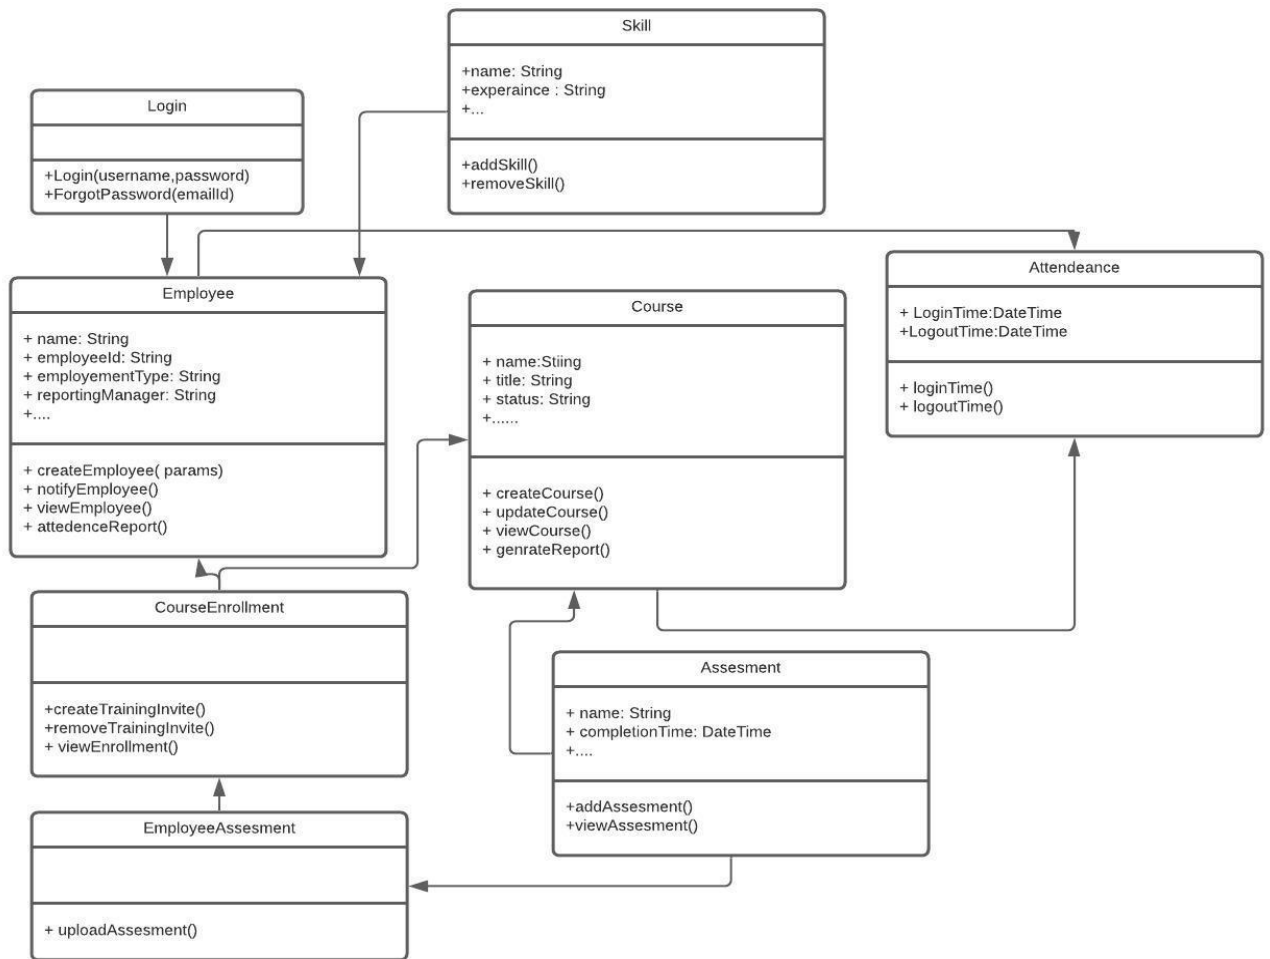 Skill
+name: String
+experaince : String
+...
+addSkill()
+removeSkill()
Login
+Login(username,password)
+ForgotPassword(emailId)
Employee
+ name: String
+ employeeId: String
+ employementType: String
+ reportingManager: String
+....
+ createEmployee( params)
+ notifyEmployee()
+ viewEmployee()
+ attedenceReport()
Course
+ name:Stiing
+ title: String
+ status: String
+......
+ createCourse()
+ updateCourse()
+ viewCourse()
+ genrateReport()
Attendeance
+ LoginTime:DateTime
+LogoutTime:DateTime
+ loginTime()
+ logoutTime()
CourseEnrollment
+createTrainingInvite()
+removeTrainingInvite()
+ viewEnrollment()
Assesment
+ name: String
+ completionTime: DateTime
+....
+addAssesment()
+viewAssesment()
EmployeeAssesment
+ uploadAssesment()